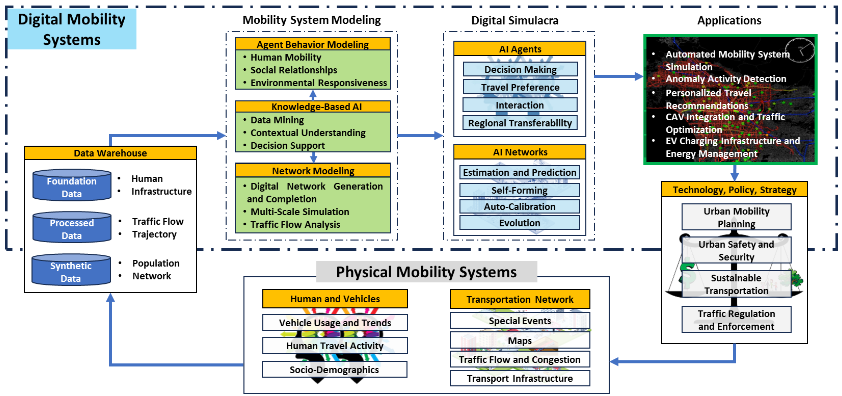 Digital Mobility
Systems
Mobility System Modeling
Digital Simulacra
Applications
Agent Behavior Modeling
• Human Mobility
• Social Relationships
• Environmental Responsiveness
Knowledge-Based AI
• Data Mining
• Contextual Understanding
• Decision Support
Network Modeling
• Digital Network Generation
and Completion
• Multi-Scale Simulation
• Traffic Flow Analysis
AI Agents
Decision Making
Travel Preference
Interaction
Regional Transferability
AI Networks
Estimation and Prediction
Self-Forming
Auto-Calibration
Evolution
• Automated Mobility System
Simulation
• Anomaly Activity Detection
• Personalized Travel
Recommendations
• CAV Integration and Traffic
Optimization
• EV Charging Infrastructure and
Energy Management
Data Warehouse
Foundation
Data
• Human
• Infrastructure
Processed
Data
• Traffic Flow
• Trajectory
Synthetic
Data
• Population
• Network
Technology, Policy, Strategy
Urban Mobility
Planning
Urban Safety and
Security
Sustainable
Transportation
Traffic Regulation
and Enforcement
Physical Mobility Systems
Human and Vehicles
Vehicle Usage and Trends
Human Travel Activity
Socio-Demographics
Transportation Network
Special Events
Maps
Traffic Flow and Congestion
Transport Infrastructure